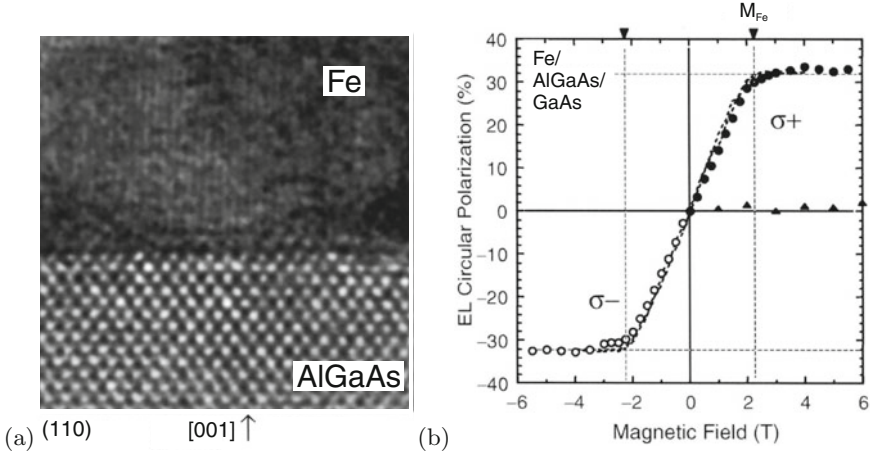 Fe
AlGaAs
(a) (110) [001] ↑
(b)
M_Fe
Fe/
AlGaAs/
GaAs
σ+
σ−
EL Circular Polarization (%)
40
30
20
10
0
−10
−20
−30
−40
−6 −4 −2 0 2 4 6
Magnetic Field (T)